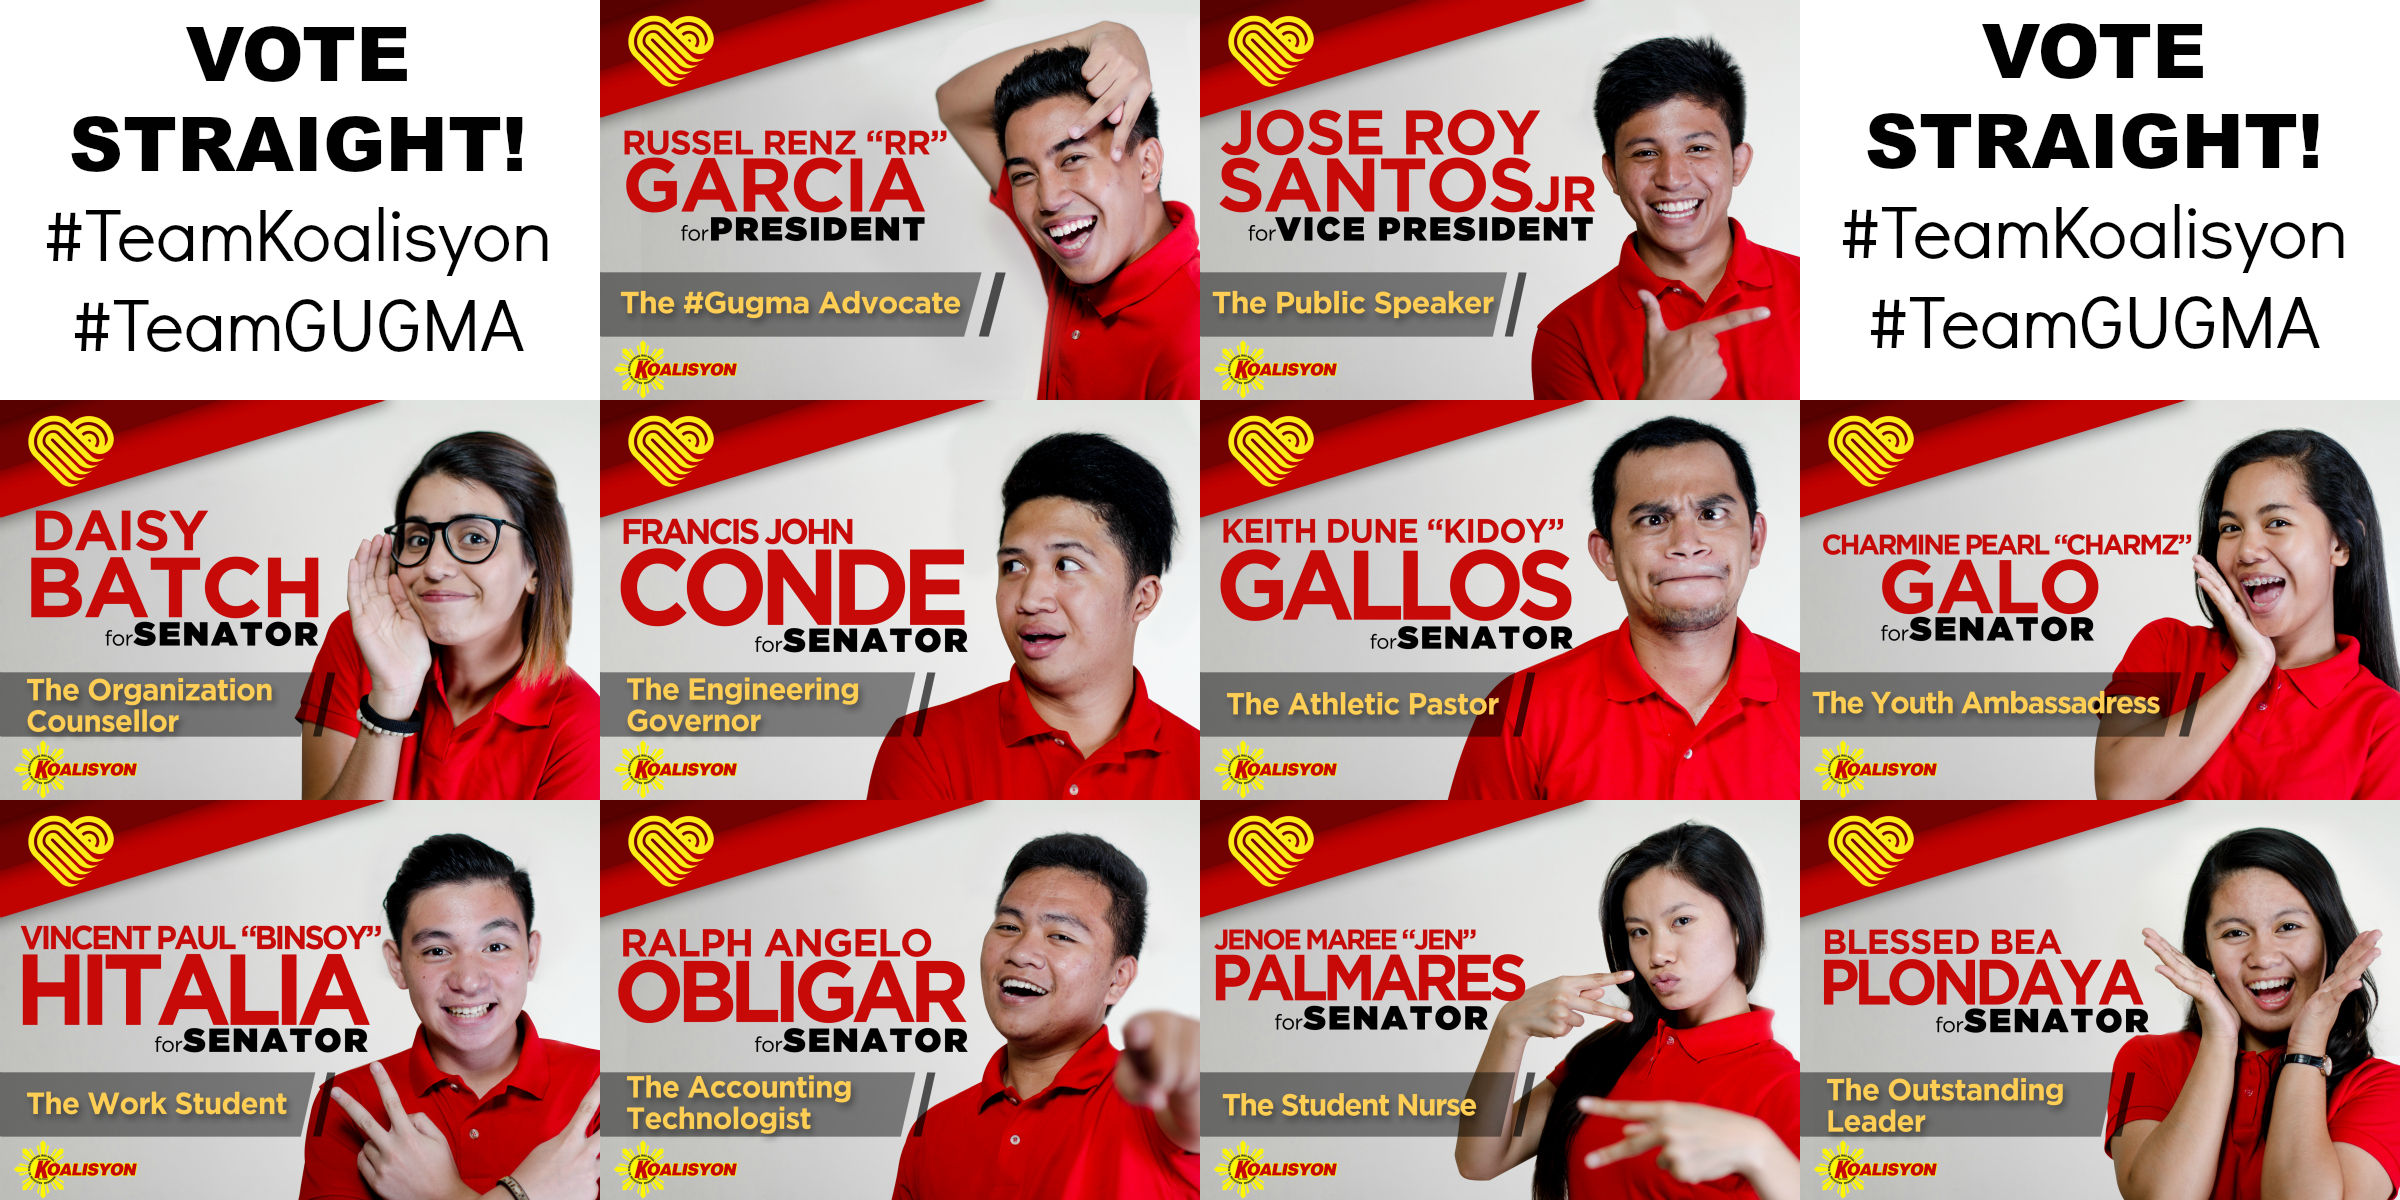 VOTE
STRAIGHT!
#TeamKoalisyon
#TeamGUGMA
RUSSEL RENZ “RR”
GARCIA
for PRESIDENT
The #Gugma Advocate
KOALISYON
JOSE ROY
SANTOS JR
for VICE PRESIDENT
The Public Speaker
KOALISYON
VOTE
STRAIGHT!
#TeamKoalisyon
#TeamGUGMA
DAISY
BATCH
for SENATOR
The Organization
Counsellor
KOALISYON
FRANCIS JOHN
CONDE
for SENATOR
The Engineering
Governor
KOALISYON
KEITH DUNE “KIDOY”
GALLOS
for SENATOR
The Athletic Pastor
KOALISYON
CHARMINE PEARL “CHARMZ”
GALO
for SENATOR
The Youth Ambassadress
KOALISYON
VINCENT PAUL “BINSOY”
HITALIA
for SENATOR
The Work Student
KOALISYON
RALPH ANGELO
OBLIGAR
for SENATOR
The Accounting
Technologist
KOALISYON
JENOE MAREE “JEN”
PALMARES
for SENATOR
The Student Nurse
KOALISYON
BLESSED BEA
PLONDAYA
for SENATOR
The Outstanding
Leader
KOALISYON